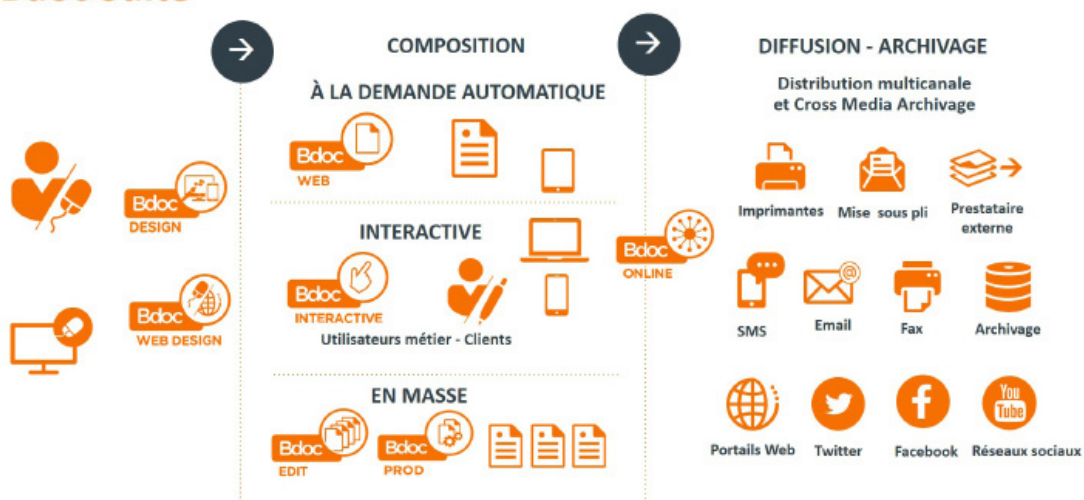 COMPOSITION
À LA DEMANDE AUTOMATIQUE
Bdoc
WEB
Bdoc
DESIGN
Bdoc
WEB DESIGN
INTERACTIVE
Bdoc
INTERACTIVE
Utilisateurs métier - Clients
EN MASSE
Bdoc
EDIT
Bdoc
PROD
Bdoc
ONLINE
DIFFUSION - ARCHIVAGE
Distribution multicanale
et Cross Media Archivage
Imprimantes
Mise sous pli
Prestataire
externe
@
SMS
Email
Fax
Archivage
You
Tube
Portails Web
Twitter
Facebook
Réseaux sociaux